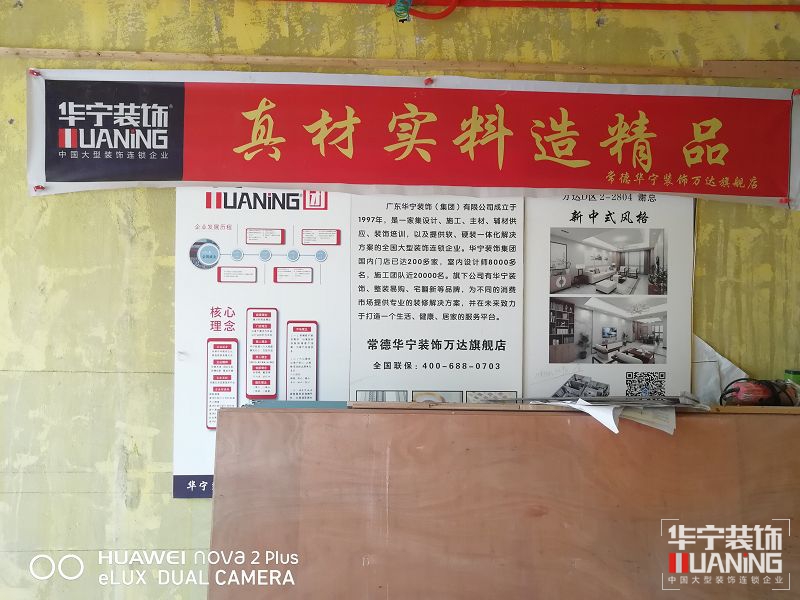 华宁装饰®
HUANING
中国大型装饰连锁企业
真材实料造精品
常德华宁装饰万达旗舰店
HUANING 团
企业发展历程
核心
理念
广东华宁装饰（集团）有限公司成立于
1997年，是一家集设计、施工、主材、辅材供
应、装饰培训，以及提供软、硬装一体化解决
方案的全国大型装饰连锁企业。华宁装饰集团
国内门店已达200多家，室内设计师8000多
名，施工团队近20000名。旗下公司有华宁装
饰、整装易购、宅翻新等品牌，为不同的消费
市场提供专业的装修解决方案，并在未来致力
于打造一个生活、健康、居家的服务平台。
常德华宁装饰万达旗舰店
全国联保：400-688-0703
万达D区 2-2804 谢总
新中式风格
华宁
HUAWEI nova 2 Plus
eLUX DUAL CAMERA
华宁装饰
HUANING
中国大型装饰连锁企业